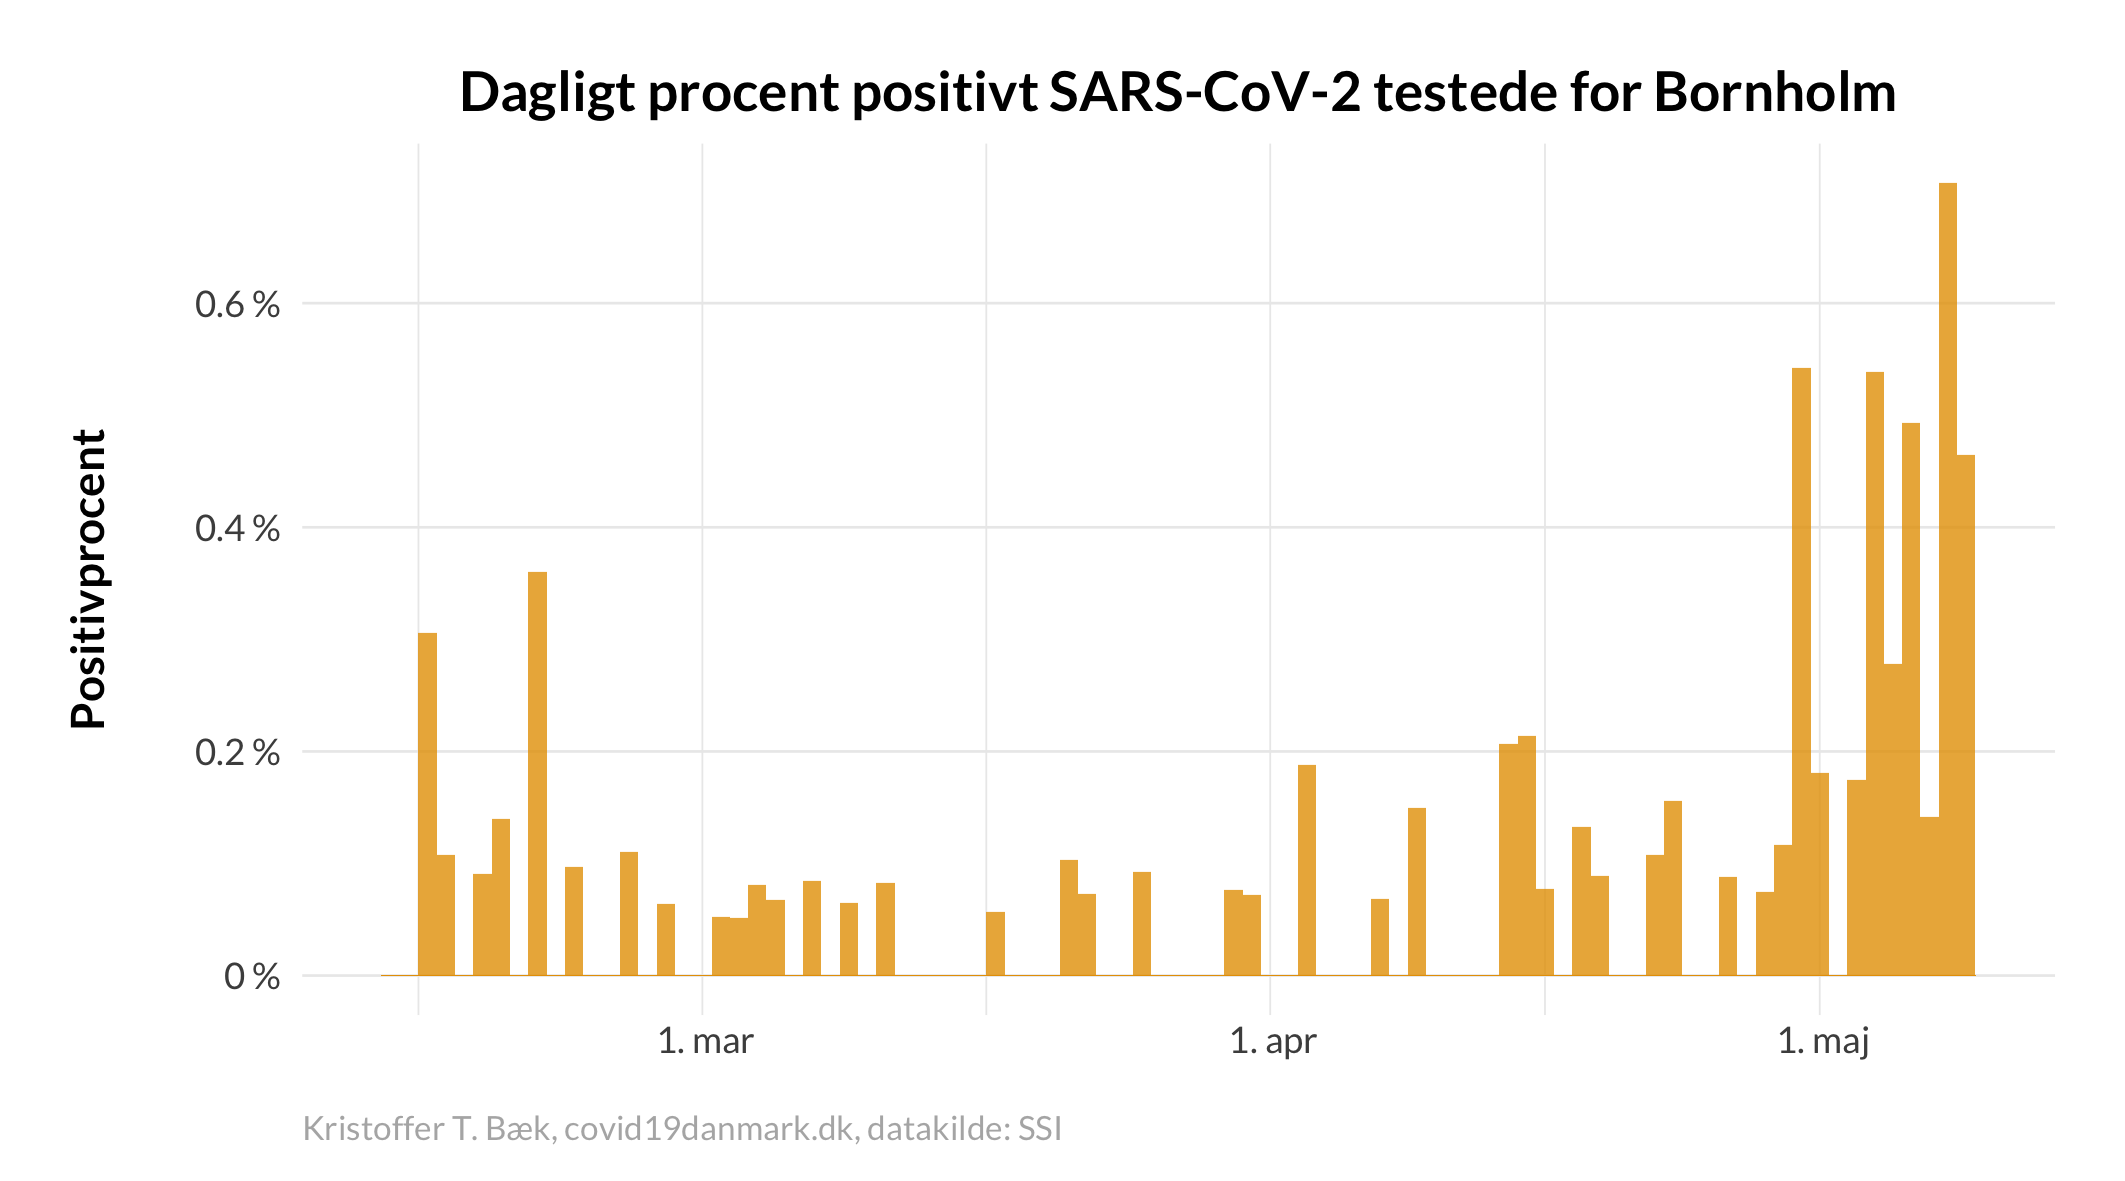 Dagligt procent positivt SARS-CoV-2 testede for Bornholm
Positivprocent
0.6 %
0.4 %
0.2 %
0 %
1. mar
1. apr
1. maj
Kristoffer T. Bæk, covid19danmark.dk, datakilde: SSI